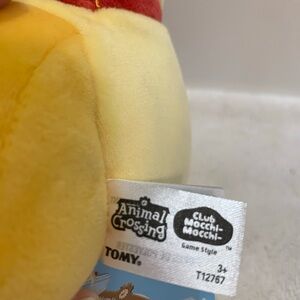 Animal
Crossing
Club
Mocchi-
Mocchi-
Game Style
TOMY
3+
T12767